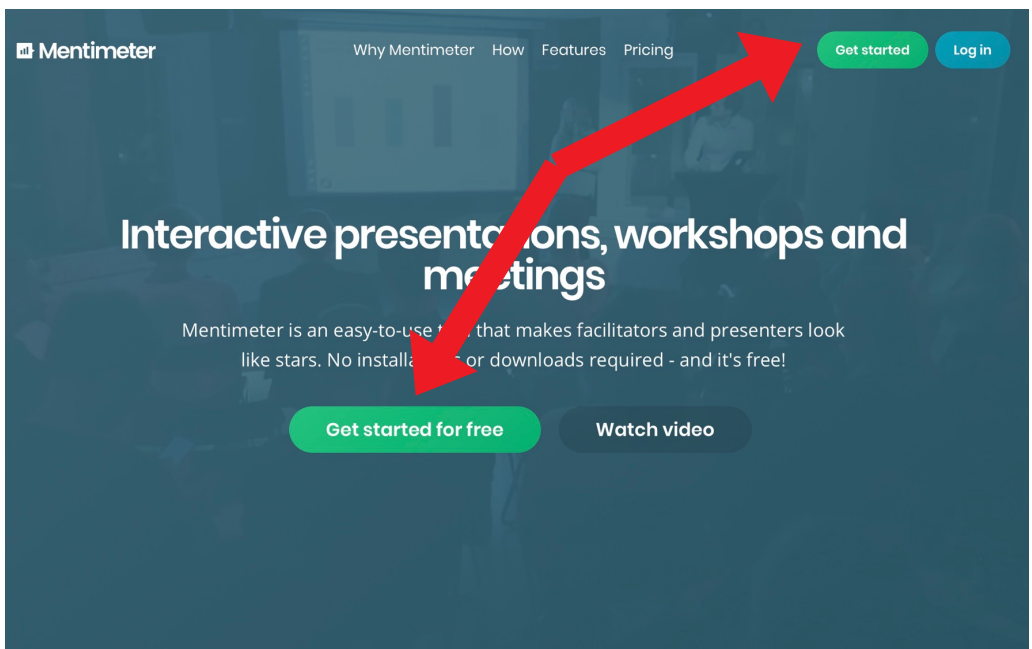 Mentimeter
Why Mentimeter How Features Pricing
Get started
Log in
Interactive presentations, workshops and
meetings
Mentimeter is an easy-to-use that makes facilitators and presenters look
like stars. No or downloads required - and it's free!
Get started for free
Watch video